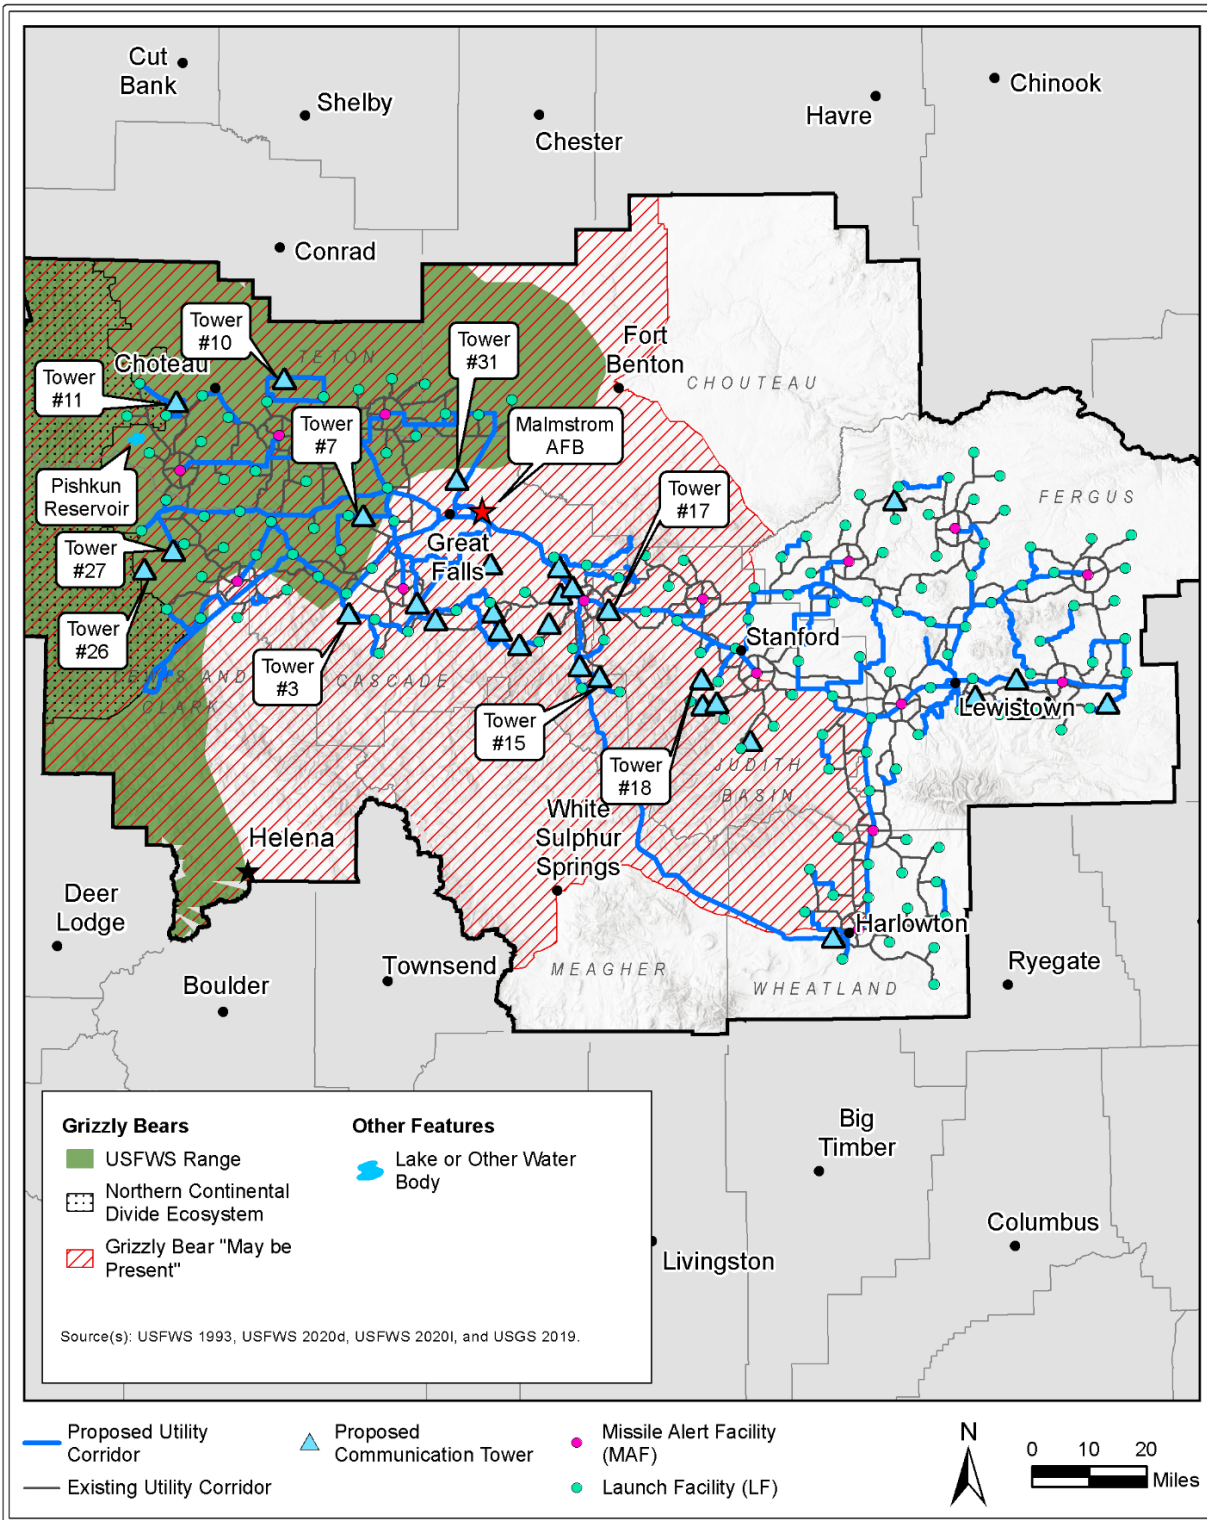 Cut
Bank
Shelby
Chester
Havre
Chinook
Conrad
Tower
#10
TETON
Choteau
Tower
#11
Tower
#31
Fort
Benton
CHOUTEAU
Tower
#7
Malmstrom
AFB
Pishkun
Reservoir
Tower
#17
FERGUS
Great
Falls
Tower
#27
Tower
#26
Stanford
Tower
#3
LEWIS AND
CLARK
CASCADE
Lewistown
Tower
#15
Tower
#18
JUDITH
BASIN
White
Sulphur
Springs
Helena
Deer
Lodge
Harlowton
Townsend
MEAGHER
WHEATLAND
Ryegate
Boulder
Big
Timber
Columbus
Livingston
Grizzly Bears
USFWS Range
Northern Continental
Divide Ecosystem
Grizzly Bear "May be
Present"
Other Features
Lake or Other Water
Body
Source(s): USFWS 1993, USFWS 2020d, USFWS 2020l, and USGS 2019.
Proposed Utility
Corridor
Existing Utility Corridor
Proposed
Communication Tower
Missile Alert Facility
(MAF)
Launch Facility (LF)
N
0 10 20
Miles